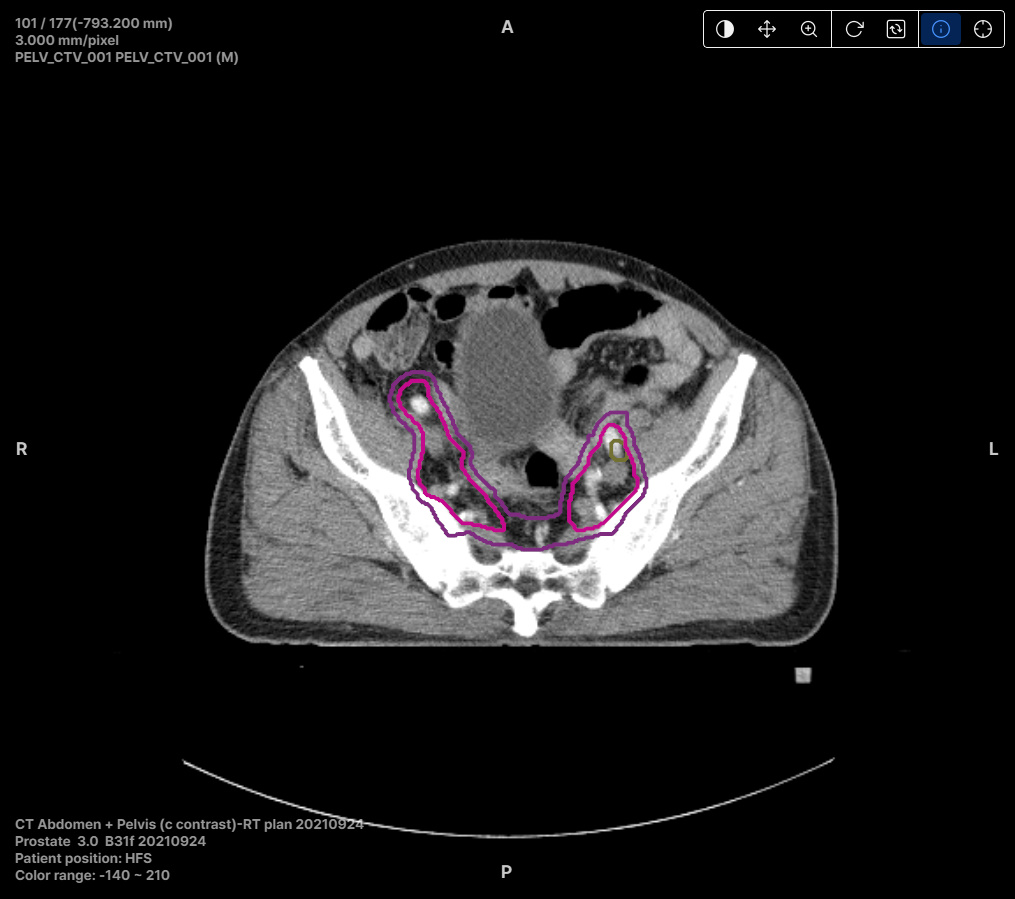 101 / 177(-793.200 mm)
3.000 mm/pixel
PELV_CTV_001 PELV_CTV_001 (M)
A
R
L
CT Abdomen + Pelvis (c contrast)-RT plan 20210924
Prostate 3.0 B31f 20210924
Patient position: HFS
Color range: -140 ~ 210
P